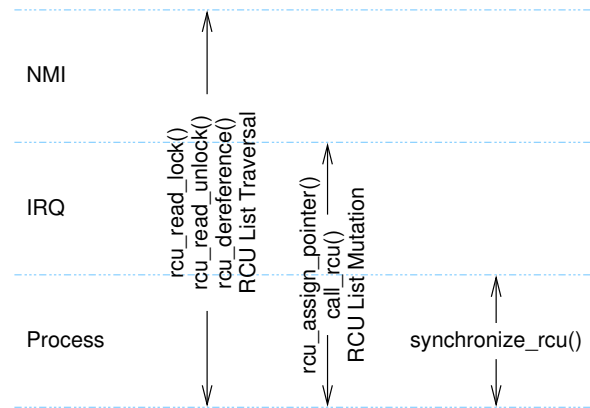 NMI
rcu_read_lock()
rcu_read_unlock()
rcu_dereference()
RCU List Traversal
IRQ
rcu_assign_pointer()
call_rcu()
RCU List Mutation
Process
synchronize_rcu()